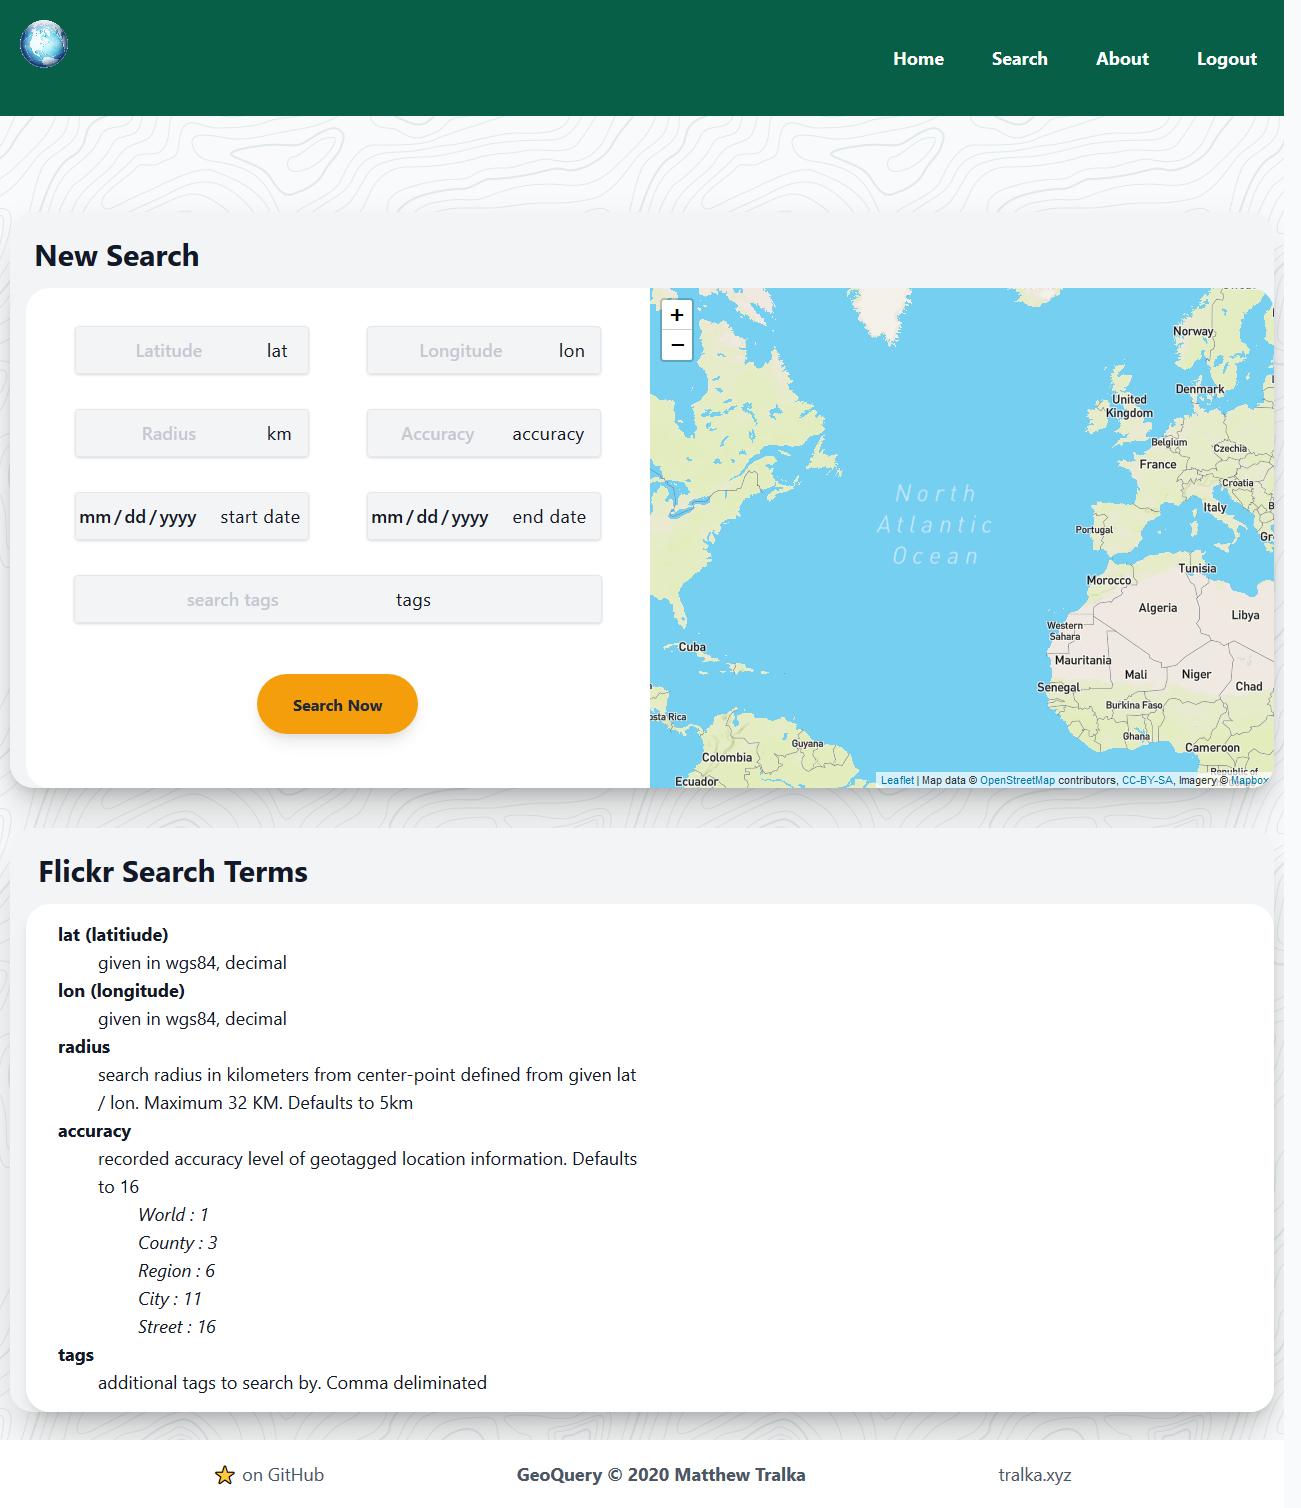 Home Search About Logout
New Search
Latitude lat Longitude lon
Radius km Accuracy accuracy
mm/dd/yyyy start date mm/dd/yyyy end date
search tags tags
Search Now
+
−
Norway
Denmark
United
Kingdom
Belgium
Czechia
France
Croatia
Italy
Portugal
Gr
North
Atlantic
Ocean
Tunisia
Morocco
Algeria
Libya
Western
Sahara
Cuba
Mauritania
Mali
Niger
Chad
Senegal
Burkina Faso
osta Rica
Guyana
Ghana
Cameroon
Colombia
Republic of
Ecuador
Leaflet | Map data © OpenStreetMap contributors, CC-BY-SA, Imagery © Mapbox
Flickr Search Terms
lat (latitiude)
given in wgs84, decimal
lon (longitude)
given in wgs84, decimal
radius
search radius in kilometers from center-point defined from given lat
/ lon. Maximum 32 KM. Defaults to 5km
accuracy
recorded accuracy level of geotagged location information. Defaults
to 16
World : 1
County : 3
Region : 6
City : 11
Street : 16
tags
additional tags to search by. Comma deliminated
on GitHub GeoQuery © 2020 Matthew Tralka tralka.xyz